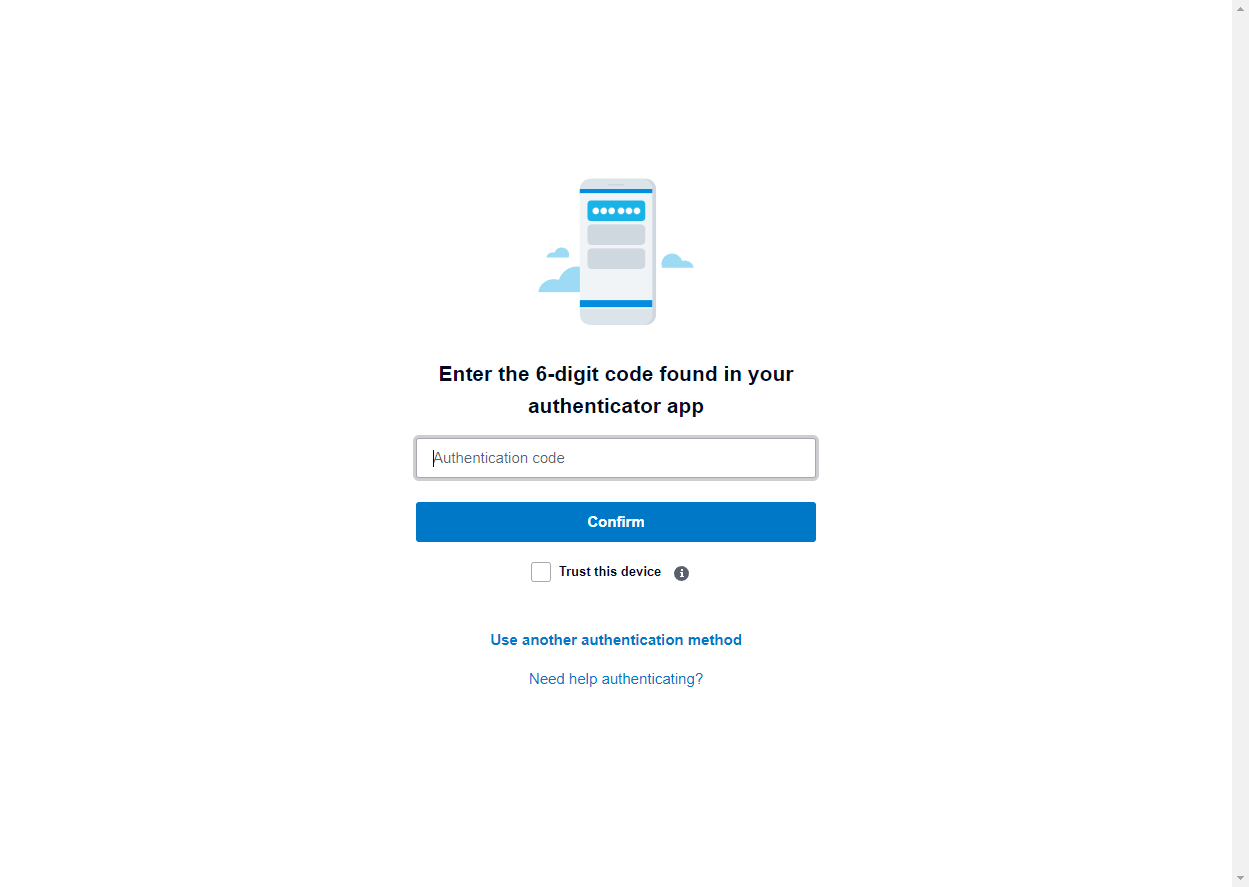 Enter the 6-digit code found in your
authenticator app
Authentication code
Confirm
Trust this device
Use another authentication method
Need help authenticating?